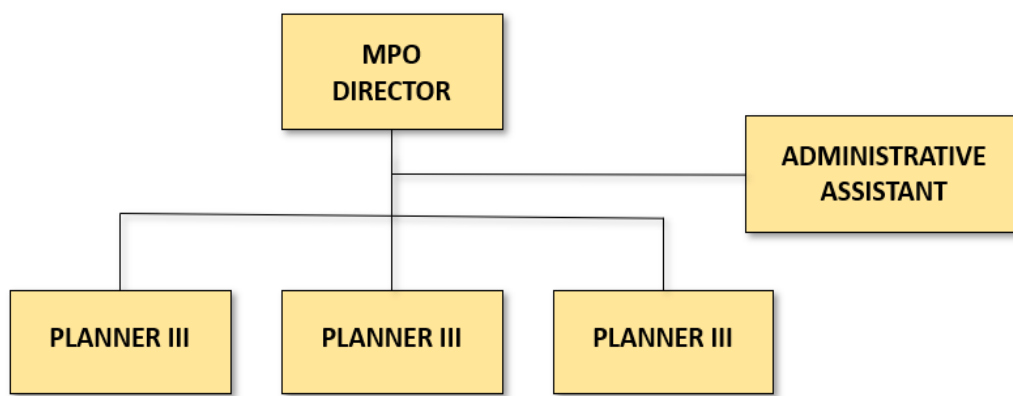 MPO
DIRECTOR
ADMINISTRATIVE
ASSISTANT
PLANNER III
PLANNER III
PLANNER III